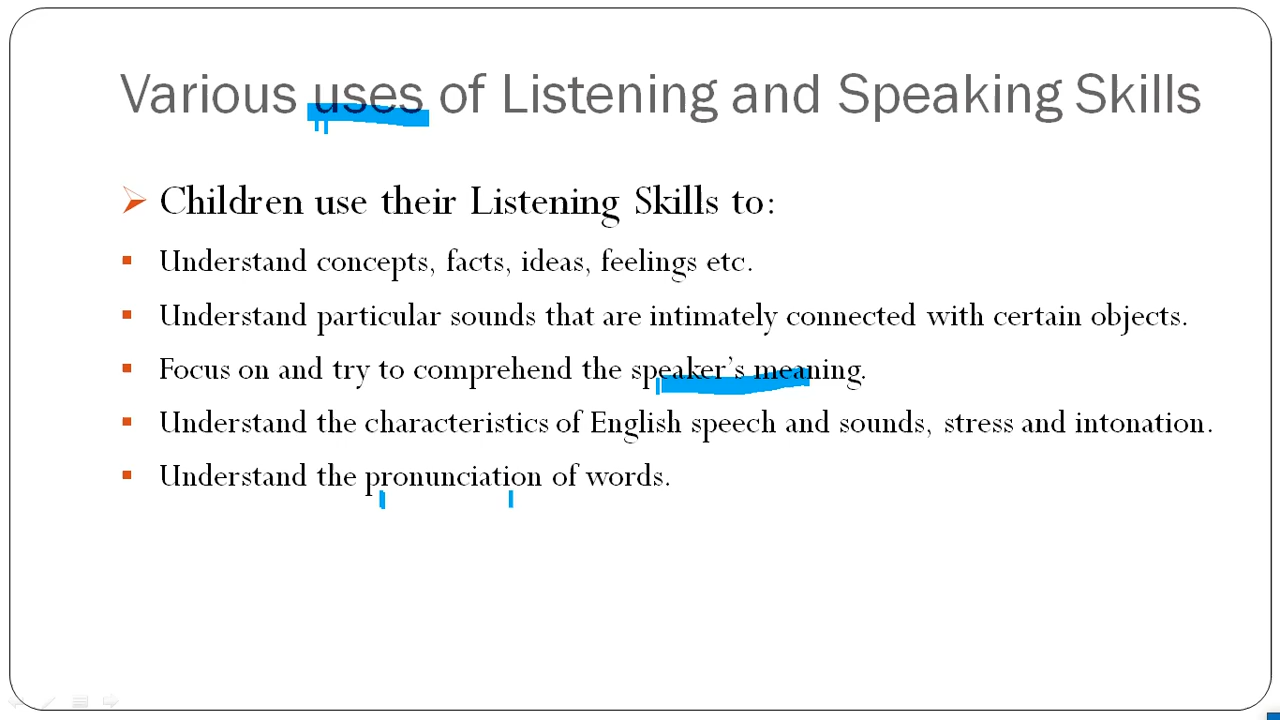 Various uses of Listening and Speaking Skills
Children use their Listening Skills to:
Understand concepts, facts, ideas, feelings etc.
Understand particular sounds that are intimately connected with certain objects.
Focus on and try to comprehend the speaker's meaning.
Understand the characteristics of English speech and sounds, stress and intonation.
Understand the pronunciation of words.